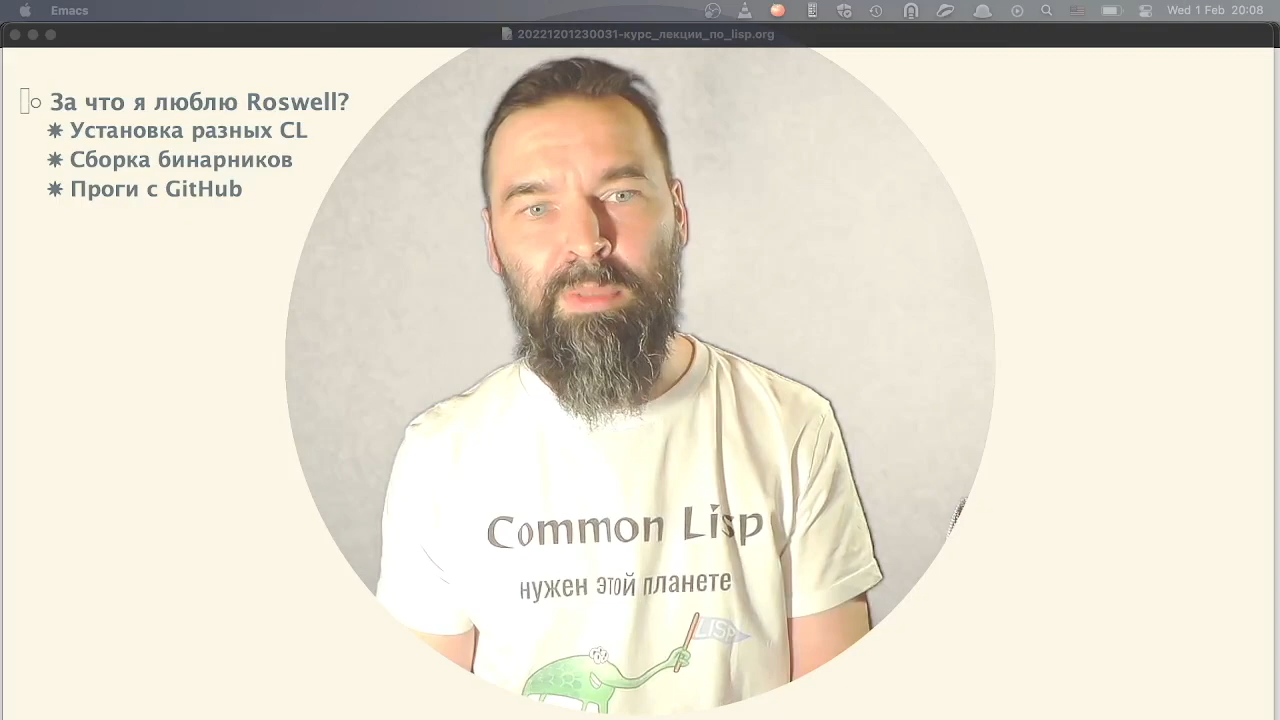 Emacs
Wed 1 Feb 20:08
20221201230031-курс_лекции_по_lisp.org
За что я люблю Roswell?
Установка разных CL
Сборка бинарников
Проги с GitHub
Common Lisp
нужен этой планете
LISP